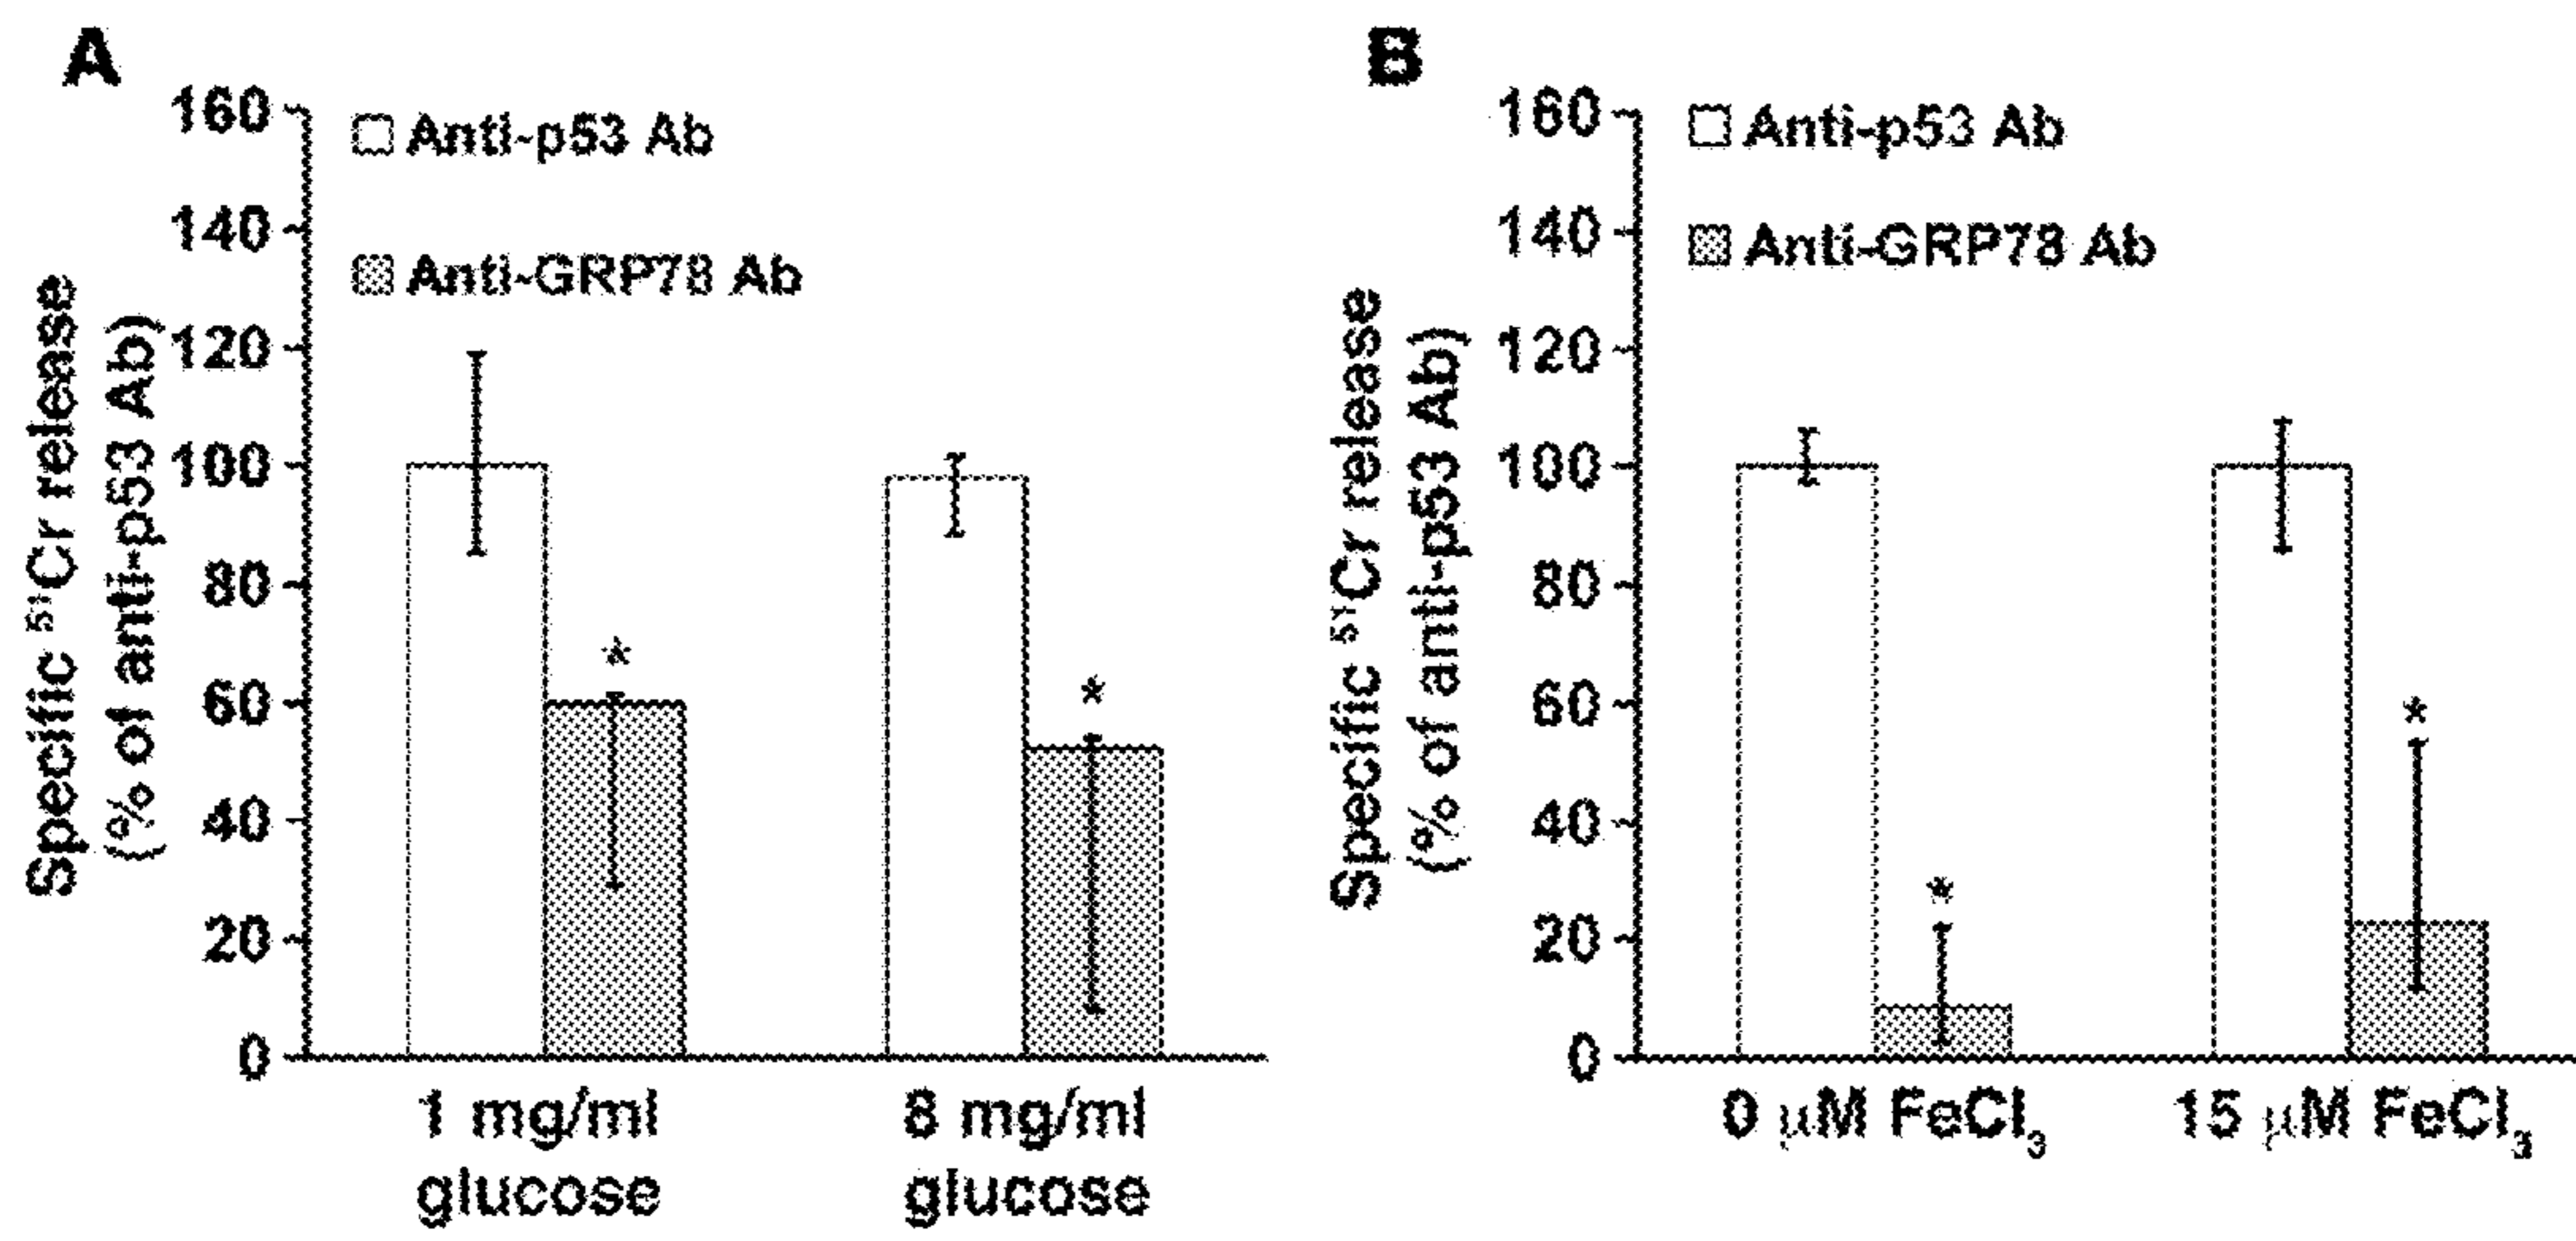 A
160
140
120
100
80
60
40
20
0
Specific ⁵¹Cr release
(% of anti-p53 Ab)
Anti-p53 Ab
Anti-GRP78 Ab
*
*
1 mg/ml
glucose
8 mg/ml
glucose
B
160
140
120
100
80
60
40
20
0
Specific ⁵¹Cr release
(% of anti-p53 Ab)
Anti-p53 Ab
Anti-GRP78 Ab
*
*
0 μM FeCl₃
15 μM FeCl₃